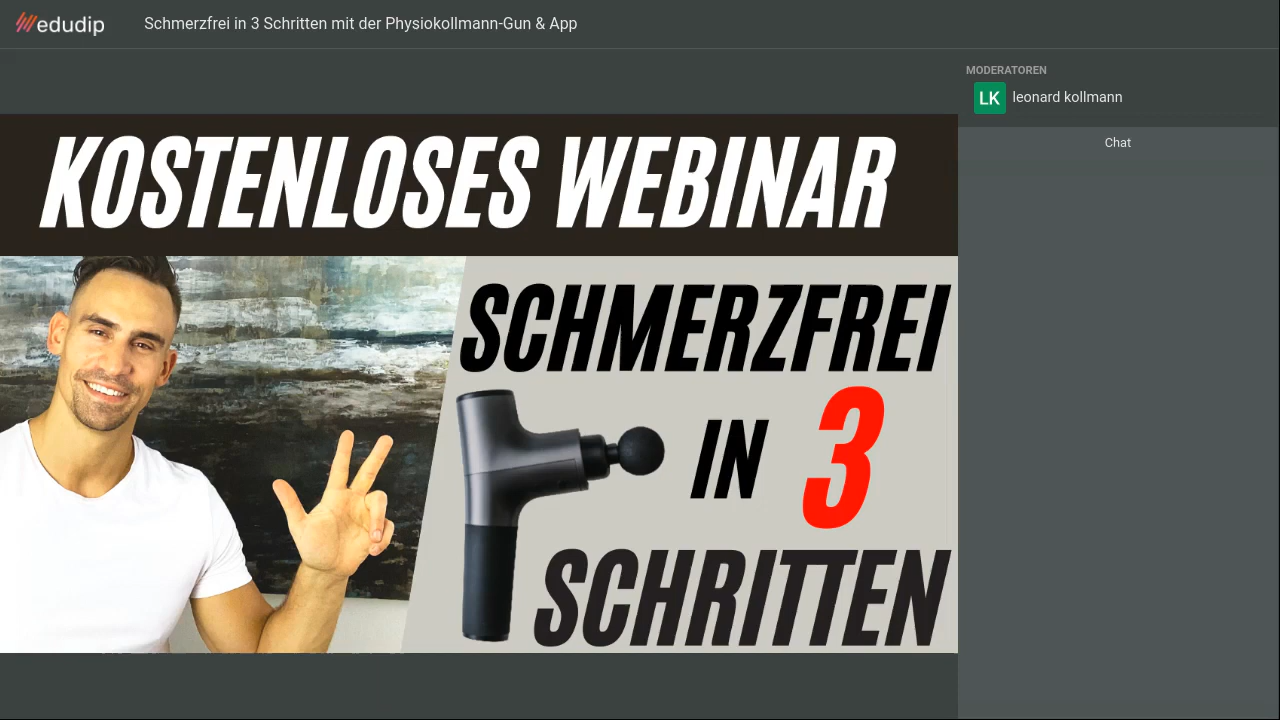 edudip
Schmerzfrei in 3 Schritten mit der Physiokollmann-Gun & App
MODERATOREN
LK leonard kollmann
Chat
KOSTENLOSES WEBINAR
SCHMERZFREI
IN 3
SCHRITTEN